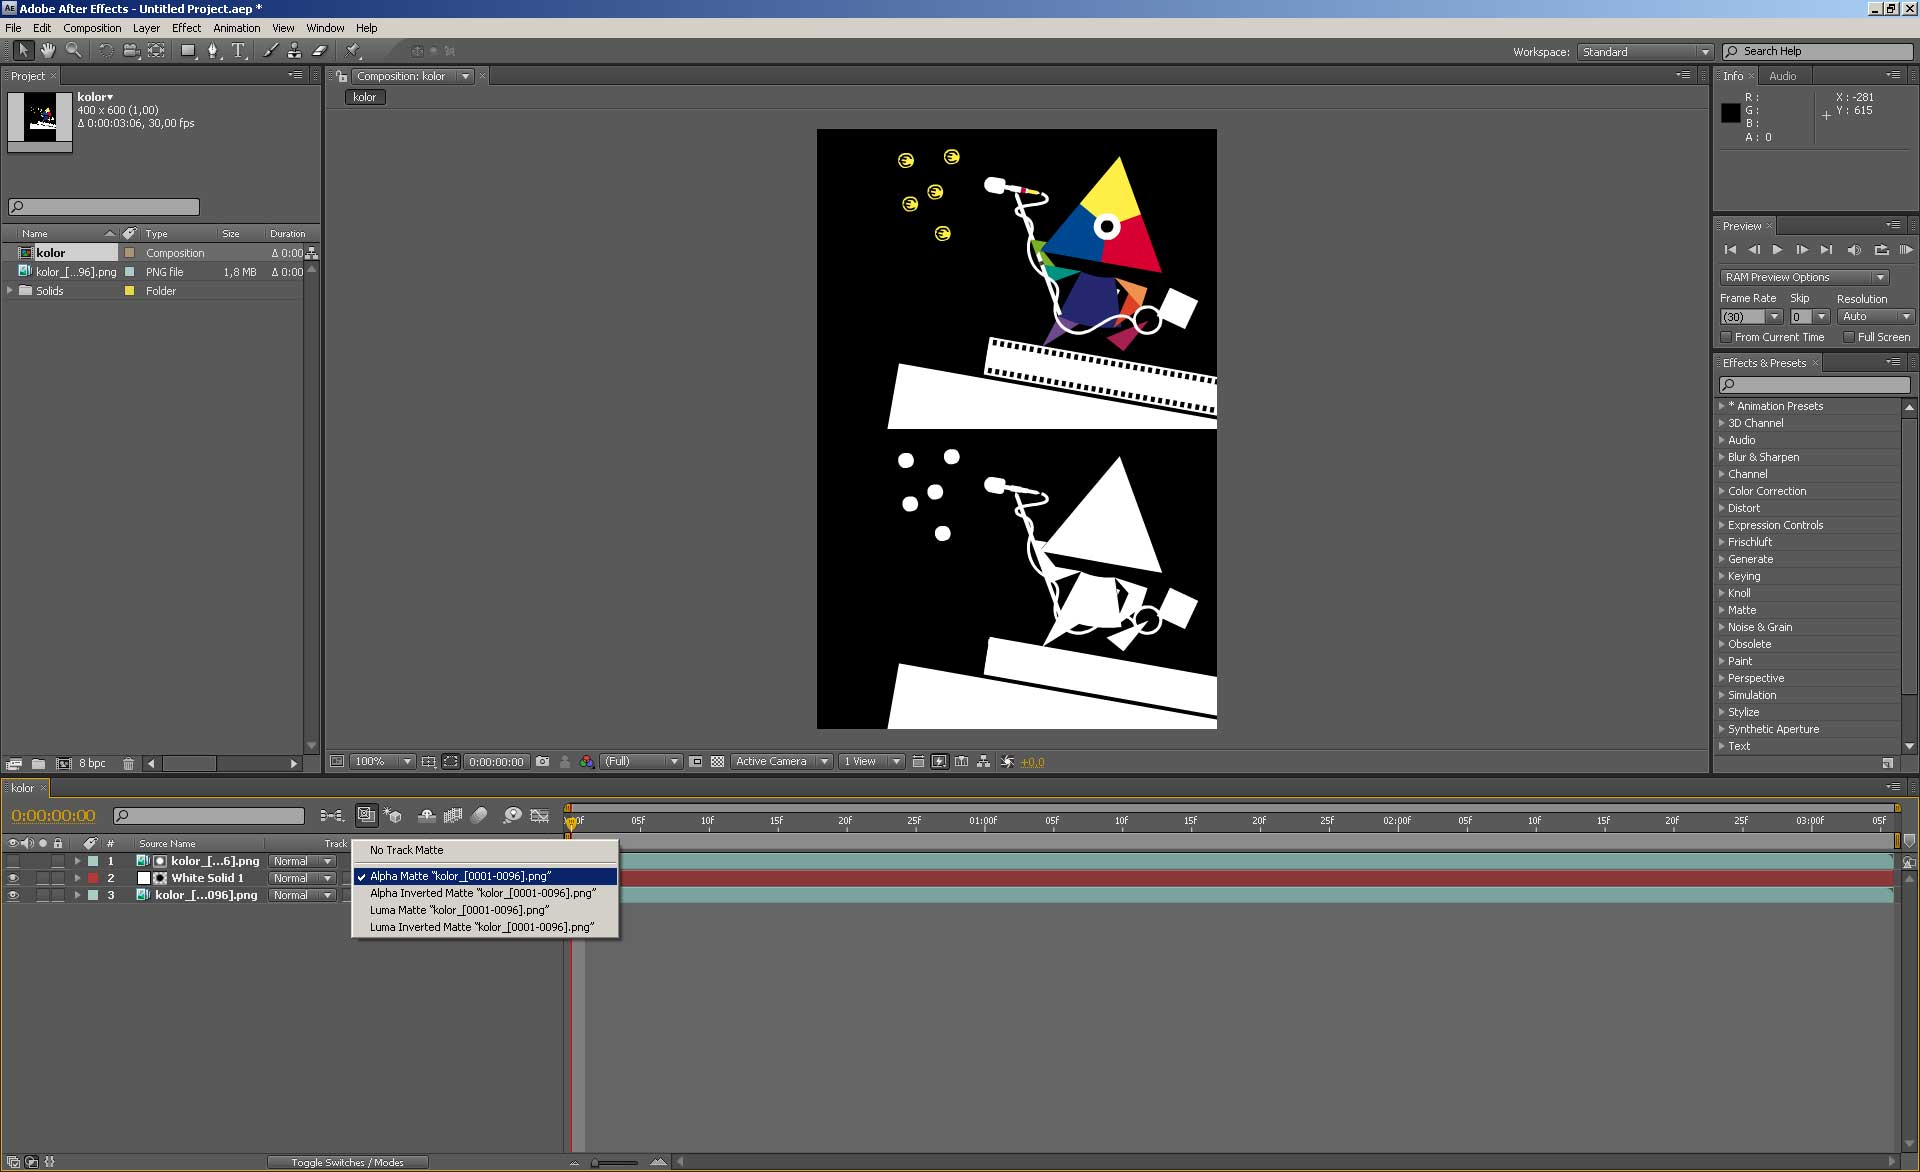 Adobe After Effects - Untitled Project.aep *
File Edit Composition Layer Effect Animation View Window Help
Workspace: Standard Search Help
Project
kolor
400 x 600 (1,00)
Δ 0:00:03:06, 30,00 fps
Name Type Size Duration
kolor Composition Δ 0:00
kolor_[...96].png PNG file 1,8 MB Δ 0:00
Solids Folder
8 bpc
Composition: kolor
kolor
100% 0:00:00:00 (Full) Active Camera 1 View +0,0
Info Audio
R : X : -281
G : Y : 615
B :
A : 0
Preview
RAM Preview Options
Frame Rate Skip Resolution
(30) 0 Auto
From Current Time Full Screen
Effects & Presets
* Animation Presets
3D Channel
Audio
Blur & Sharpen
Channel
Color Correction
Distort
Expression Controls
Frischluft
Generate
Keying
Knoll
Matte
Noise & Grain
Obsolete
Paint
Perspective
Simulation
Stylize
Synthetic Aperture
Text
kolor
0:00:00:00
05f 10f 15f 20f 25f 01:00f 05f 10f 15f 20f 25f 02:00f 05f 10f 15f 20f 25f 03:00f 05f
# Source Name Track
1 kolor_[...6].png Normal
2 White Solid 1 Normal
3 kolor_[...096].png Normal
No Track Matte
Alpha Matte "kolor_[0001-0096].png"
Alpha Inverted Matte "kolor_[0001-0096].png"
Luma Matte "kolor_[0001-0096].png"
Luma Inverted Matte "kolor_[0001-0096].png"
Toggle Switches / Modes